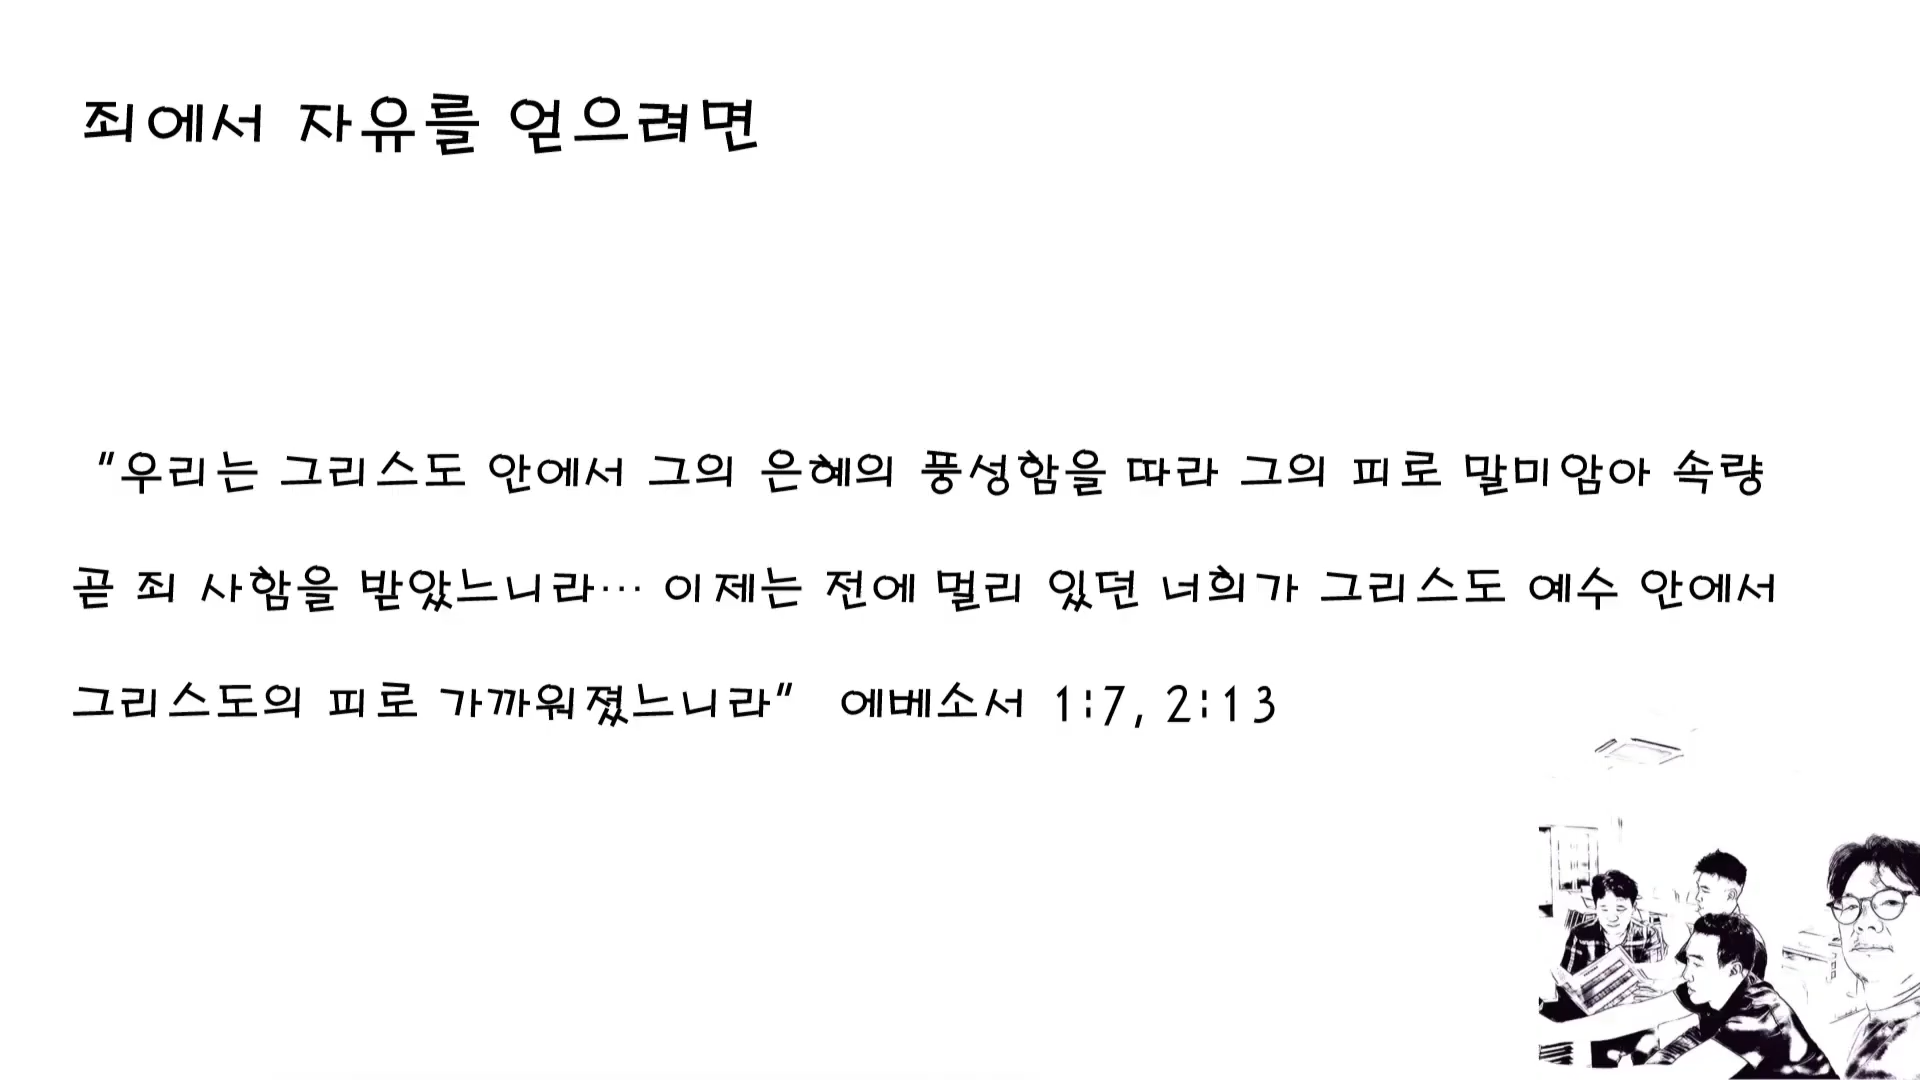 죄에서 자유를 얻으려면
"우리는 그리스도 안에서 그의 은혜의 풍성함을 따라 그의 피로 말미암아 속량
곧 죄 사함을 받았느니라… 이제는 전에 멀리 있던 너희가 그리스도 예수 안에서
그리스도의 피로 가까워졌느니라" 에베소서 1:7, 2:13